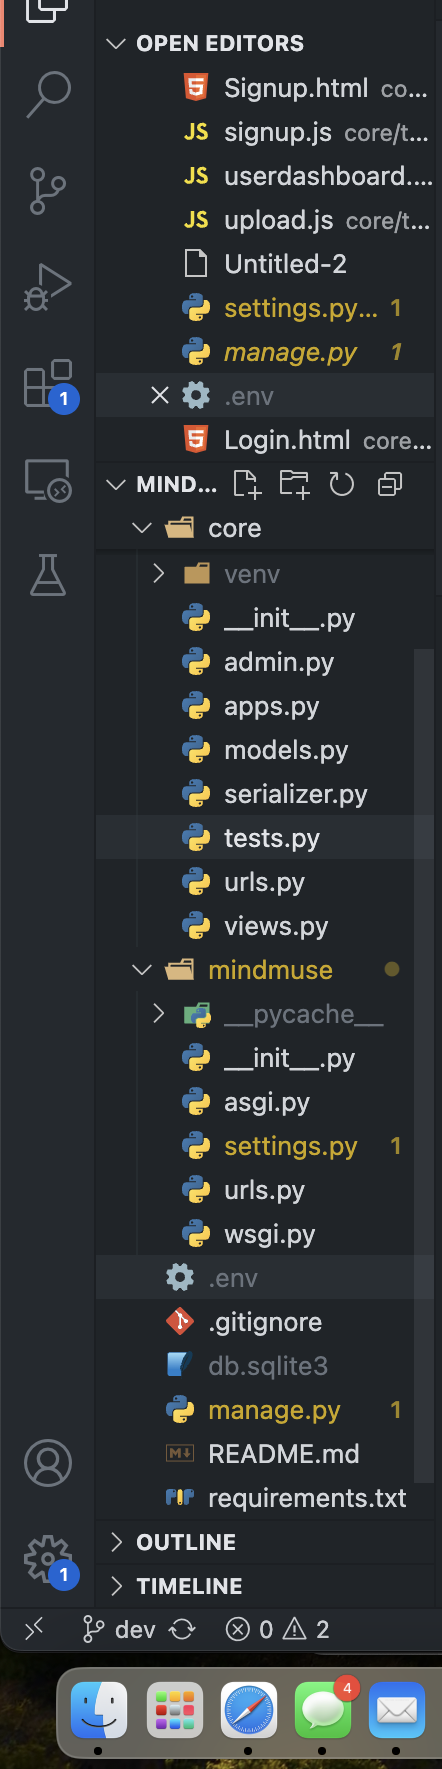 OPEN EDITORS
Signup.html co...
JS signup.js core/t...
JS userdashboard....
JS upload.js core/t...
Untitled-2
settings.py... 1
manage.py 1
.env
Login.html core...
MIND...
core
venv
__init__.py
admin.py
apps.py
models.py
serializer.py
tests.py
urls.py
views.py
mindmuse
__pycache__
__init__.py
asgi.py
settings.py 1
urls.py
wsgi.py
.env
.gitignore
db.sqlite3
manage.py 1
README.md
requirements.txt
OUTLINE
TIMELINE
dev 0 2
1
1
4